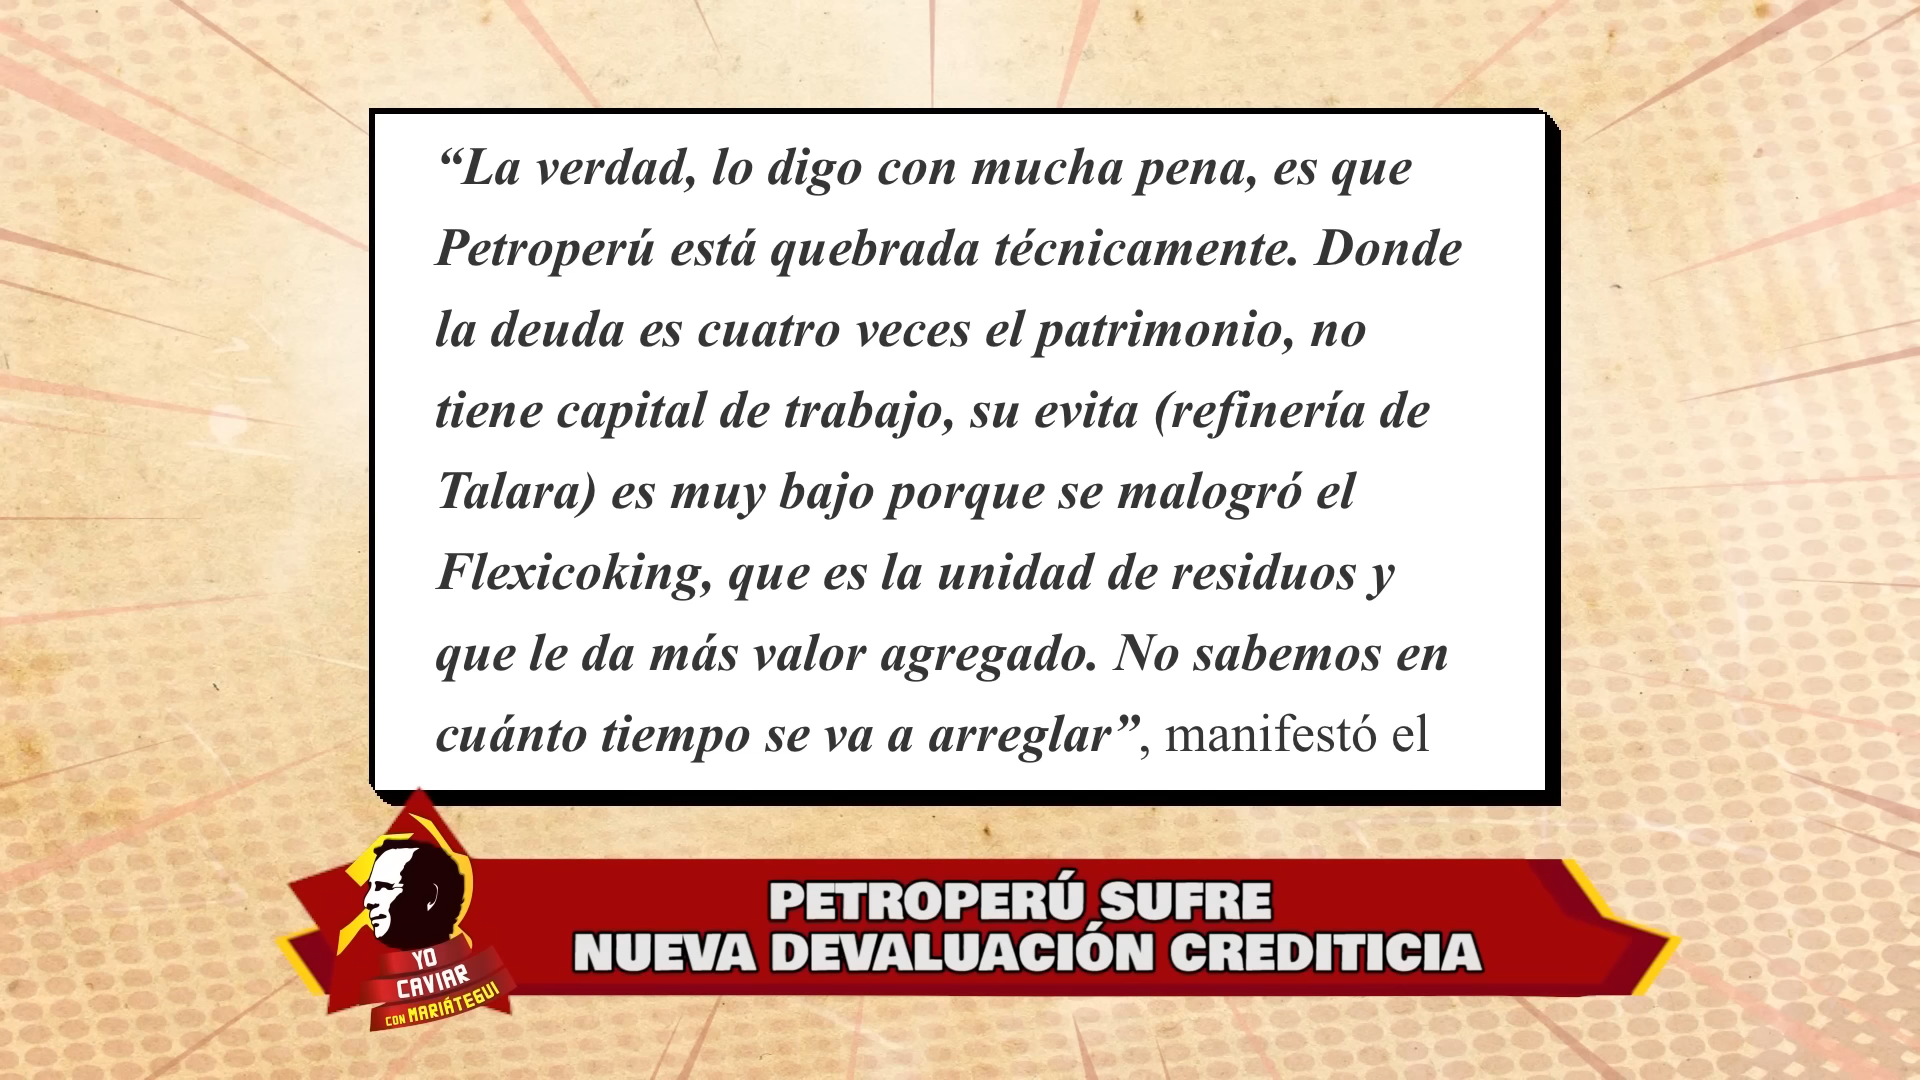 “La verdad, lo digo con mucha pena, es que
Petroperú está quebrada técnicamente. Donde
la deuda es cuatro veces el patrimonio, no
tiene capital de trabajo, su evita (refinería de
Talara) es muy bajo porque se malogró el
Flexicoking, que es la unidad de residuos y
que le da más valor agregado. No sabemos en
cuánto tiempo se va a arreglar”, manifestó el
PETROPERÚ SUFRE
NUEVA DEVALUACIÓN CREDITICIA
YO
CAVIAR
CON MARIÁTEGUI